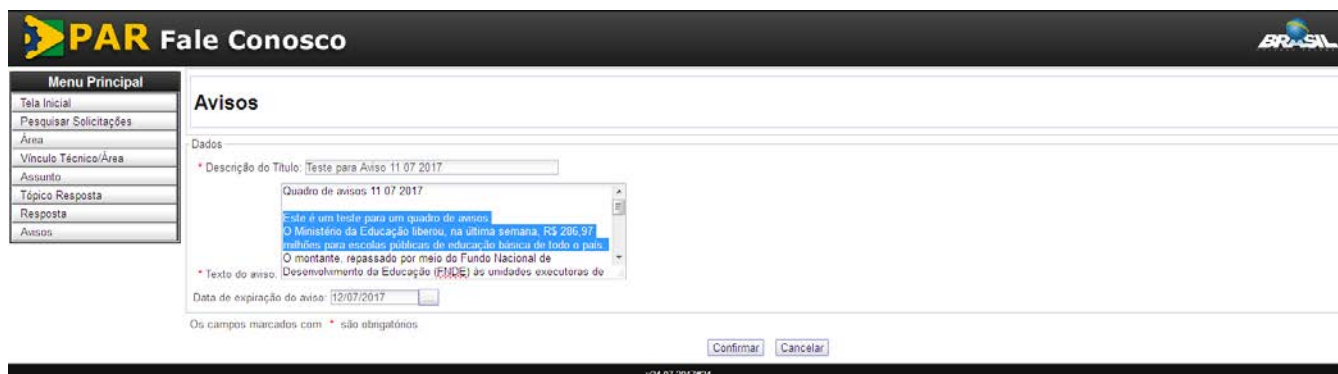 PAR Fale Conosco
BRASIL
Menu Principal
Tela Inicial
Pesquisar Solicitações
Área
Vínculo Técnico/Área
Assunto
Tópico Resposta
Resposta
Avisos
Avisos
Dados
* Descrição do Título: Teste para Aviso 11 07 2017
Quadro de avisos 11 07 2017
Este é um teste para um quadro de avisos.
O Ministério da Educação liberou, na última semana, R$ 286,97
milhões para escolas públicas de educação básica de todo o país.
O montante, repassado por meio do Fundo Nacional de
* Texto do aviso: Desenvolvimento da Educação (FNDE) às unidades executoras de
Data de expiração do aviso: 12/07/2017 ...
Os campos marcados com * são obrigatórios
Confirmar Cancelar